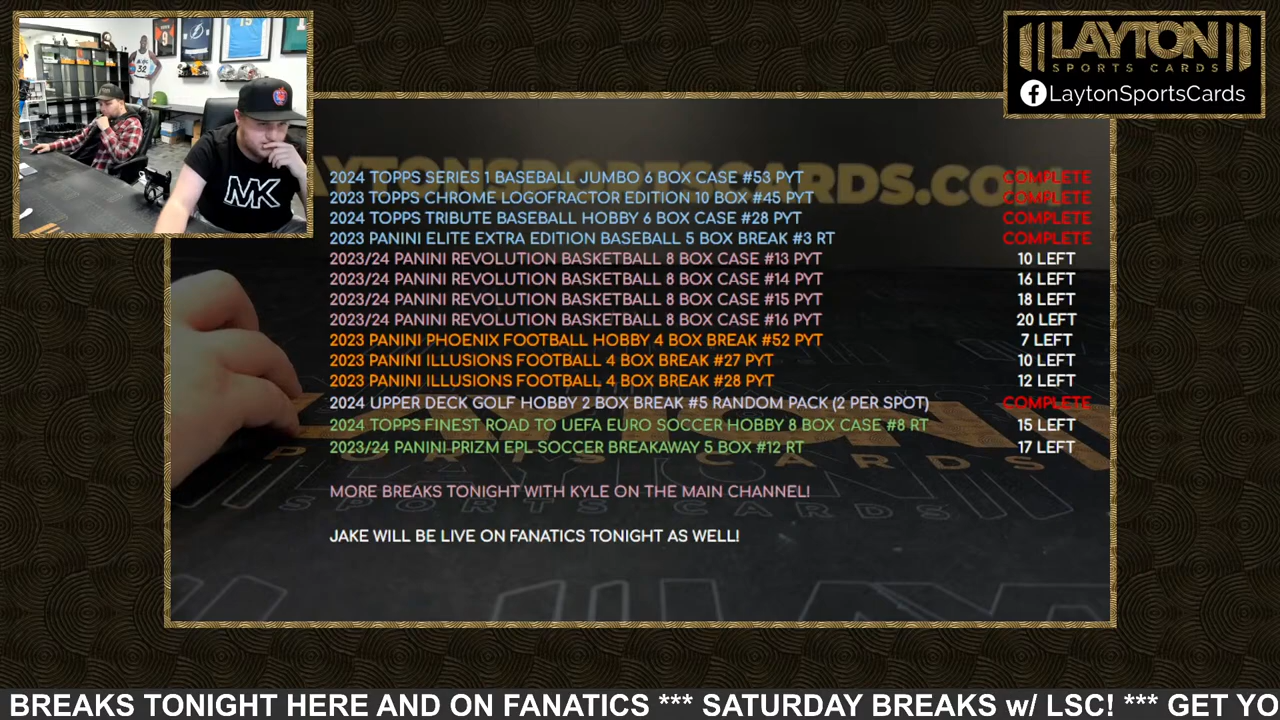 LAYTON
SPORTS CARDS
LaytonSportsCards
MK
LAYTONSPORTSCARDS.CO
2024 TOPPS SERIES 1 BASEBALL JUMBO 6 BOX CASE #53 PYT COMPLETE
2023 TOPPS CHROME LOGOFRACTOR EDITION 10 BOX #45 PYT COMPLETE
2024 TOPPS TRIBUTE BASEBALL HOBBY 6 BOX CASE #28 PYT COMPLETE
2023 PANINI ELITE EXTRA EDITION BASEBALL 5 BOX BREAK #3 RT COMPLETE
2023/24 PANINI REVOLUTION BASKETBALL 8 BOX CASE #13 PYT 10 LEFT
2023/24 PANINI REVOLUTION BASKETBALL 8 BOX CASE #14 PYT 16 LEFT
2023/24 PANINI REVOLUTION BASKETBALL 8 BOX CASE #15 PYT 18 LEFT
2023/24 PANINI REVOLUTION BASKETBALL 8 BOX CASE #16 PYT 20 LEFT
2023 PANINI PHOENIX FOOTBALL HOBBY 4 BOX BREAK #52 PYT 7 LEFT
2023 PANINI ILLUSIONS FOOTBALL 4 BOX BREAK #27 PYT 10 LEFT
2023 PANINI ILLUSIONS FOOTBALL 4 BOX BREAK #28 PYT 12 LEFT
2024 UPPER DECK GOLF HOBBY 2 BOX BREAK #5 RANDOM PACK (2 PER SPOT) COMPLETE
2024 TOPPS FINEST ROAD TO UEFA EURO SOCCER HOBBY 8 BOX CASE #8 RT 15 LEFT
2023/24 PANINI PRIZM EPL SOCCER BREAKAWAY 5 BOX #12 RT 17 LEFT
MORE BREAKS TONIGHT WITH KYLE ON THE MAIN CHANNEL!
JAKE WILL BE LIVE ON FANATICS TONIGHT AS WELL!
BREAKS TONIGHT HERE AND ON FANATICS *** SATURDAY BREAKS w/ LSC! *** GET YO